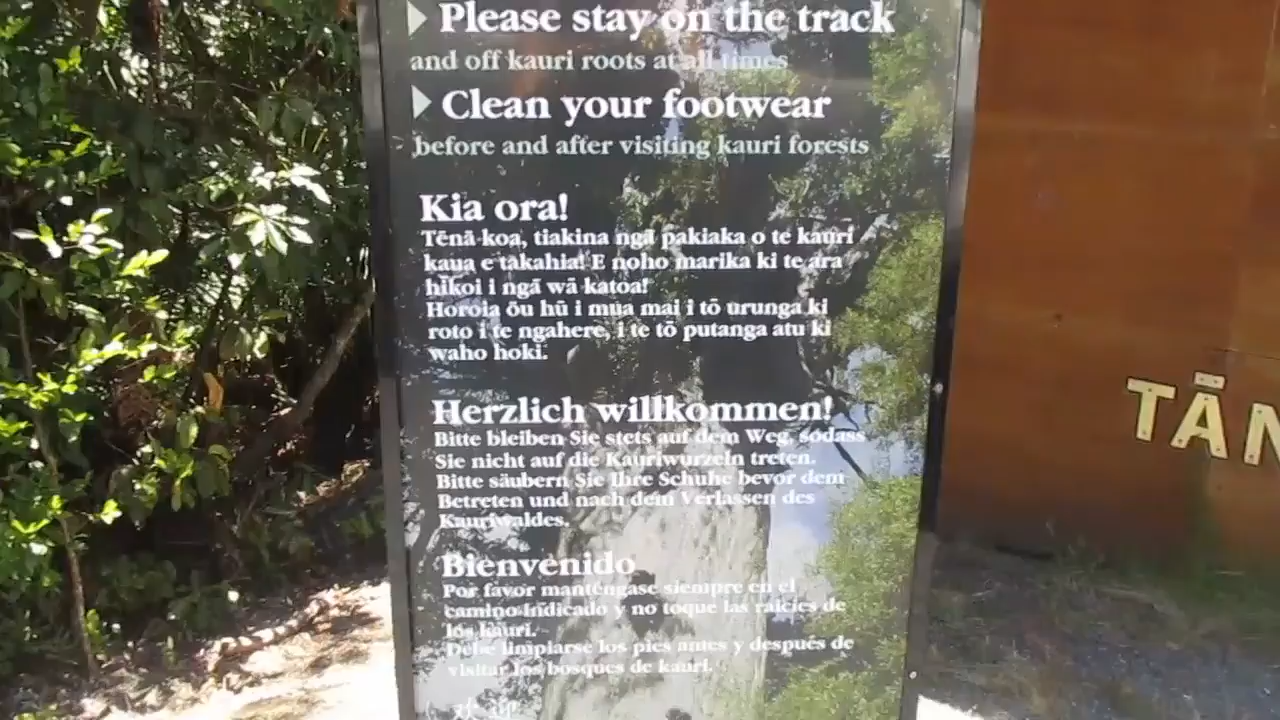 Please stay on the track
and off kauri roots at all times
Clean your footwear
before and after visiting kauri forests
Kia ora!
Tēnā koa, tiakina ngā pakiaka o te kauri
kaua e takahia! E noho marika ki te ara
hīkoi i ngā wā katoa!
Horoia ōu hū i mua mai i tō urunga ki
roto i te ngahere, i te tō putanga atu ki
waho hoki.
Herzlich willkommen!
Bitte bleiben Sie stets auf dem Weg, sodass
Sie nicht auf die Kauriwurzeln treten.
Bitte säubern Sie Ihre Schuhe bevor dem
Betreten und nach dem Verlassen des
Kauriwaldes.
Bienvenido
Por favor manténgase siempre en el
camino indicado y no toque las raícies de
los kauri.
Debe limpiarse los pies antes y después de
visitar los bosques de kauri.
TĀN